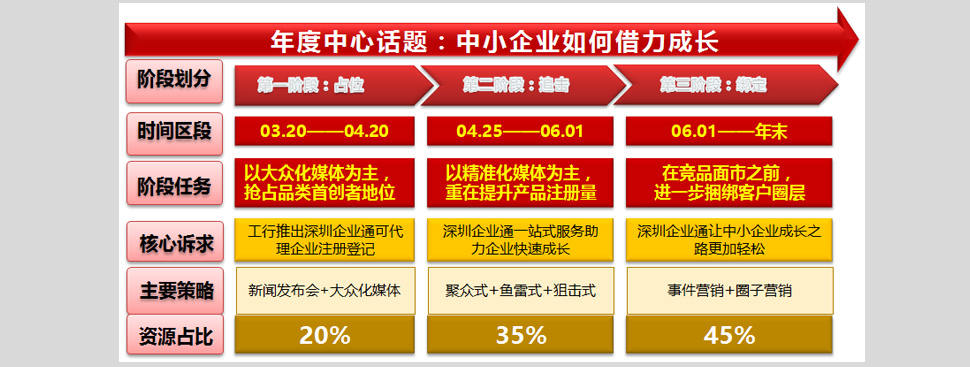 年度中心话题：中小企业如何借力成长
阶段划分
第一阶段：占位
第二阶段：追击
第三阶段：绑定
时间区段
03.20——04.20
04.25——06.01
06.01——年末
阶段任务
以大众化媒体为主，
抢占品类首创者地位
以精准化媒体为主，
重在提升产品注册量
在竞品面市之前，
进一步捆绑客户圈层
核心诉求
工行推出深圳企业通可代
理企业注册登记
深圳企业通一站式服务助
力企业快速成长
深圳企业通让中小企业成长之
路更加轻松
主要策略
新闻发布会+大众化媒体
聚众式+鱼雷式+狙击式
事件营销+圈子营销
资源占比
20%
35%
45%